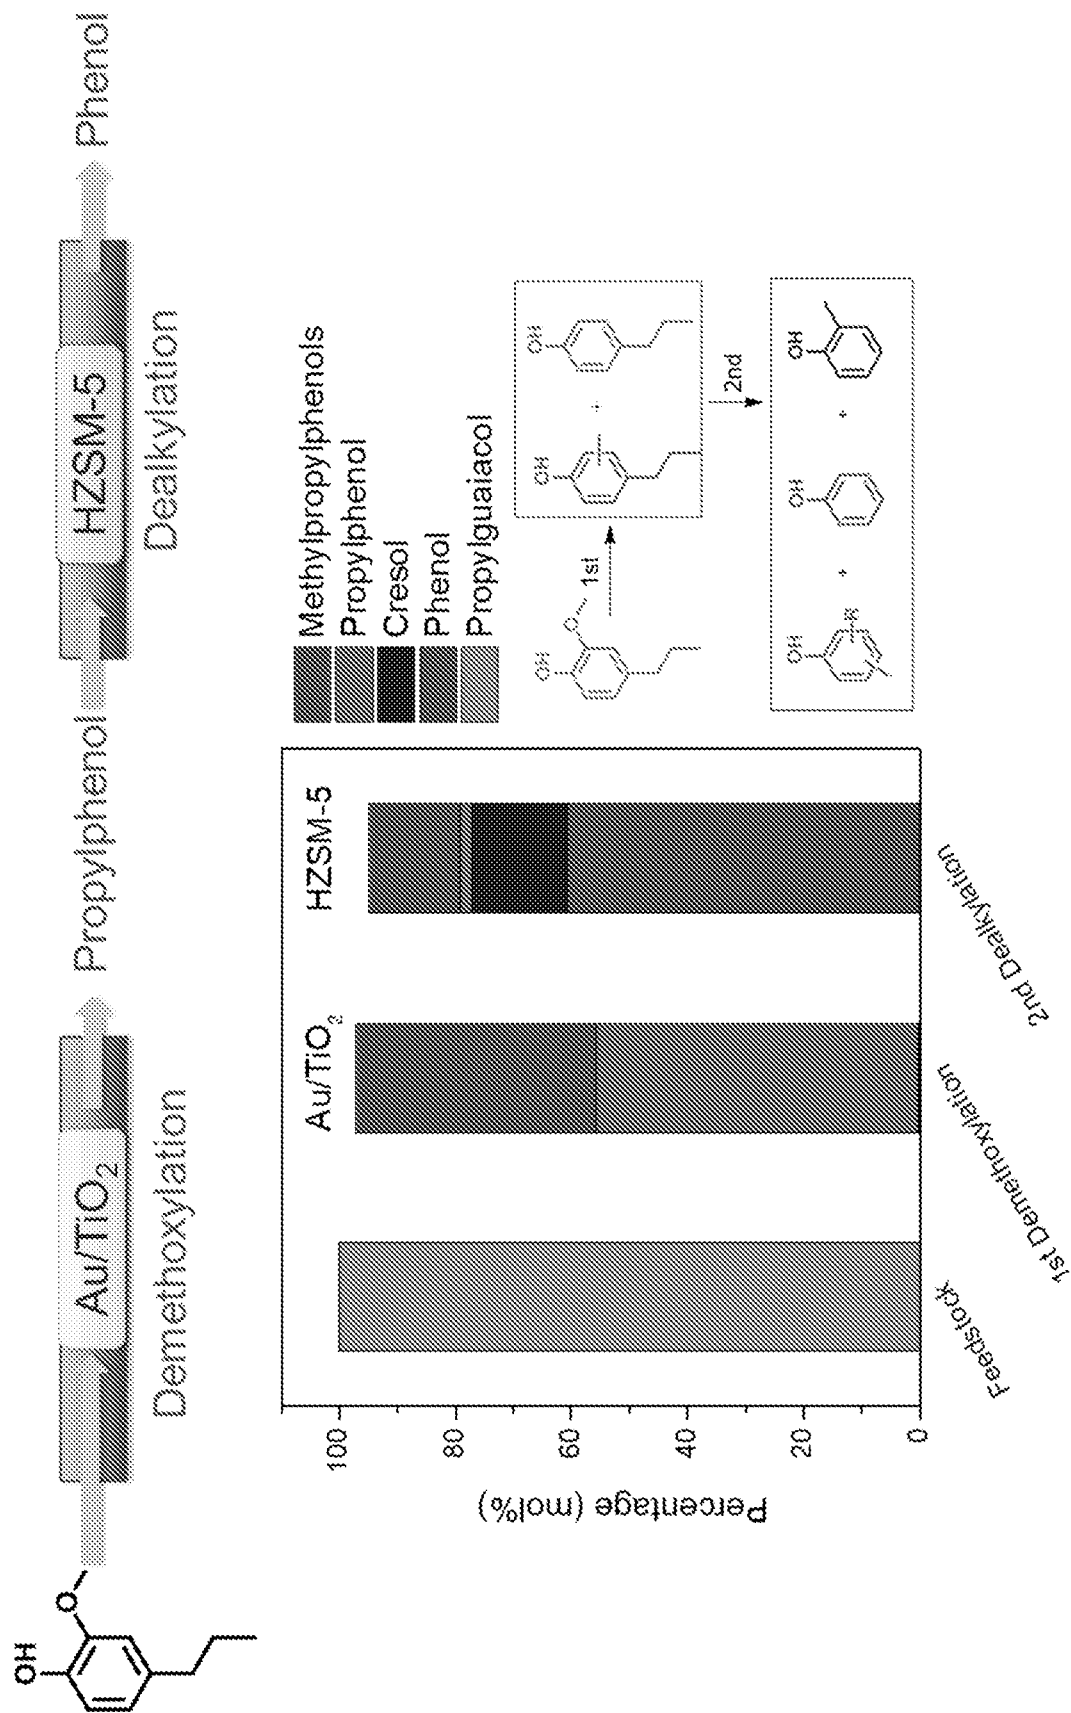 OH
O
Au/TiO2
Demethoxylation
Propylphenol
HZSM-5
Dealkylation
Phenol
Percentage (mol%)
100
80
60
40
20
0
Au/TiO2
HZSM-5
Feedstock
1st Demethoxylation
2nd Dealkylation
Methylpropylphenols
Propylphenol
Cresol
Phenol
Propylguaiacol
OH
O
1st
OH
+
OH
2nd
OH
R
+
OH
+
OH